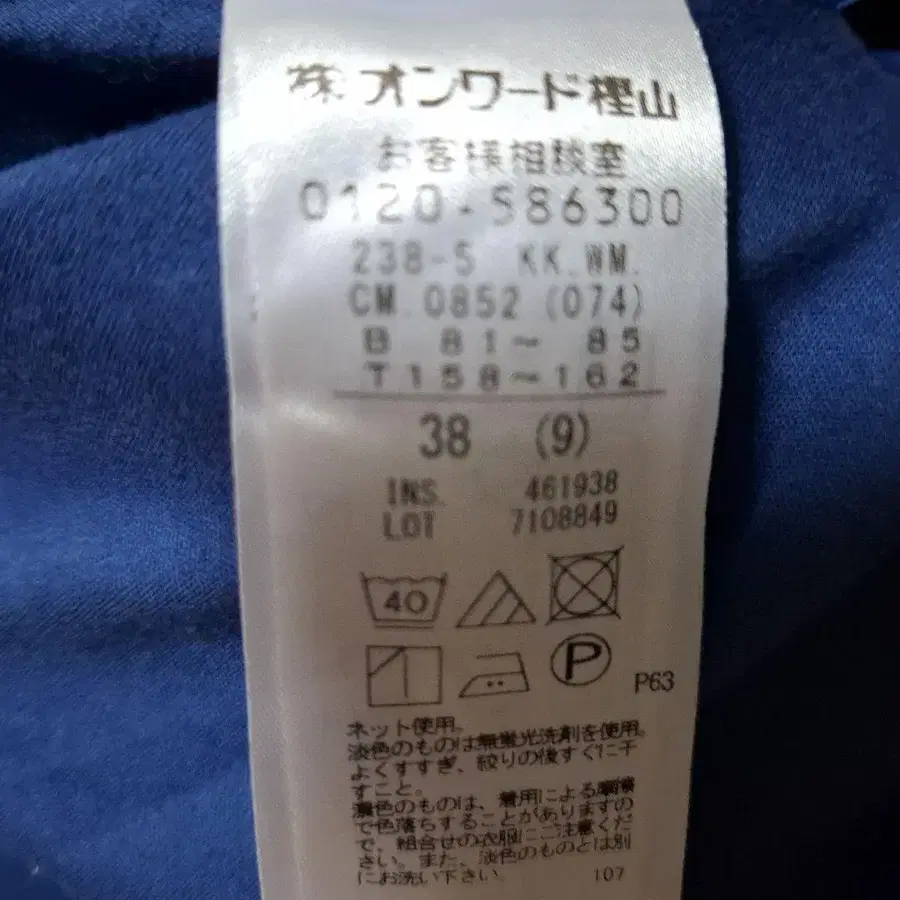 (株)オンワード樫山
お客様相談室
0120-586300
238-5 KK.WM.
CM 0852 (074)
B 81~ 85
T 158~162
38 (9)
INS. 461938
LOT 7108849
40
P
P63
ネット使用。
淡色のものは無蛍光洗剤を使用。
よくすすぎ、絞りの後すぐに干
すこと。
濃色のものは、着用による摩擦
で色落ちすることがありますの
で、組合せの衣服にご注意くだ
さい。また、淡色のものとは別
にお洗い下さい。
107